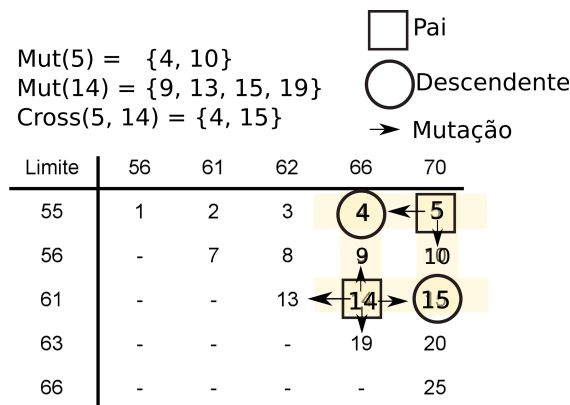 Pai
Mut(5) = {4, 10}
Mut(14) = {9, 13, 15, 19}
Cross(5, 14) = {4, 15}
Descendente
Mutação
Limite 56 61 62 66 70
55 1 2 3 4 5
56 - 7 8 9 10
61 - - 13 14 15
63 - - - 19 20
66 - - - - 25